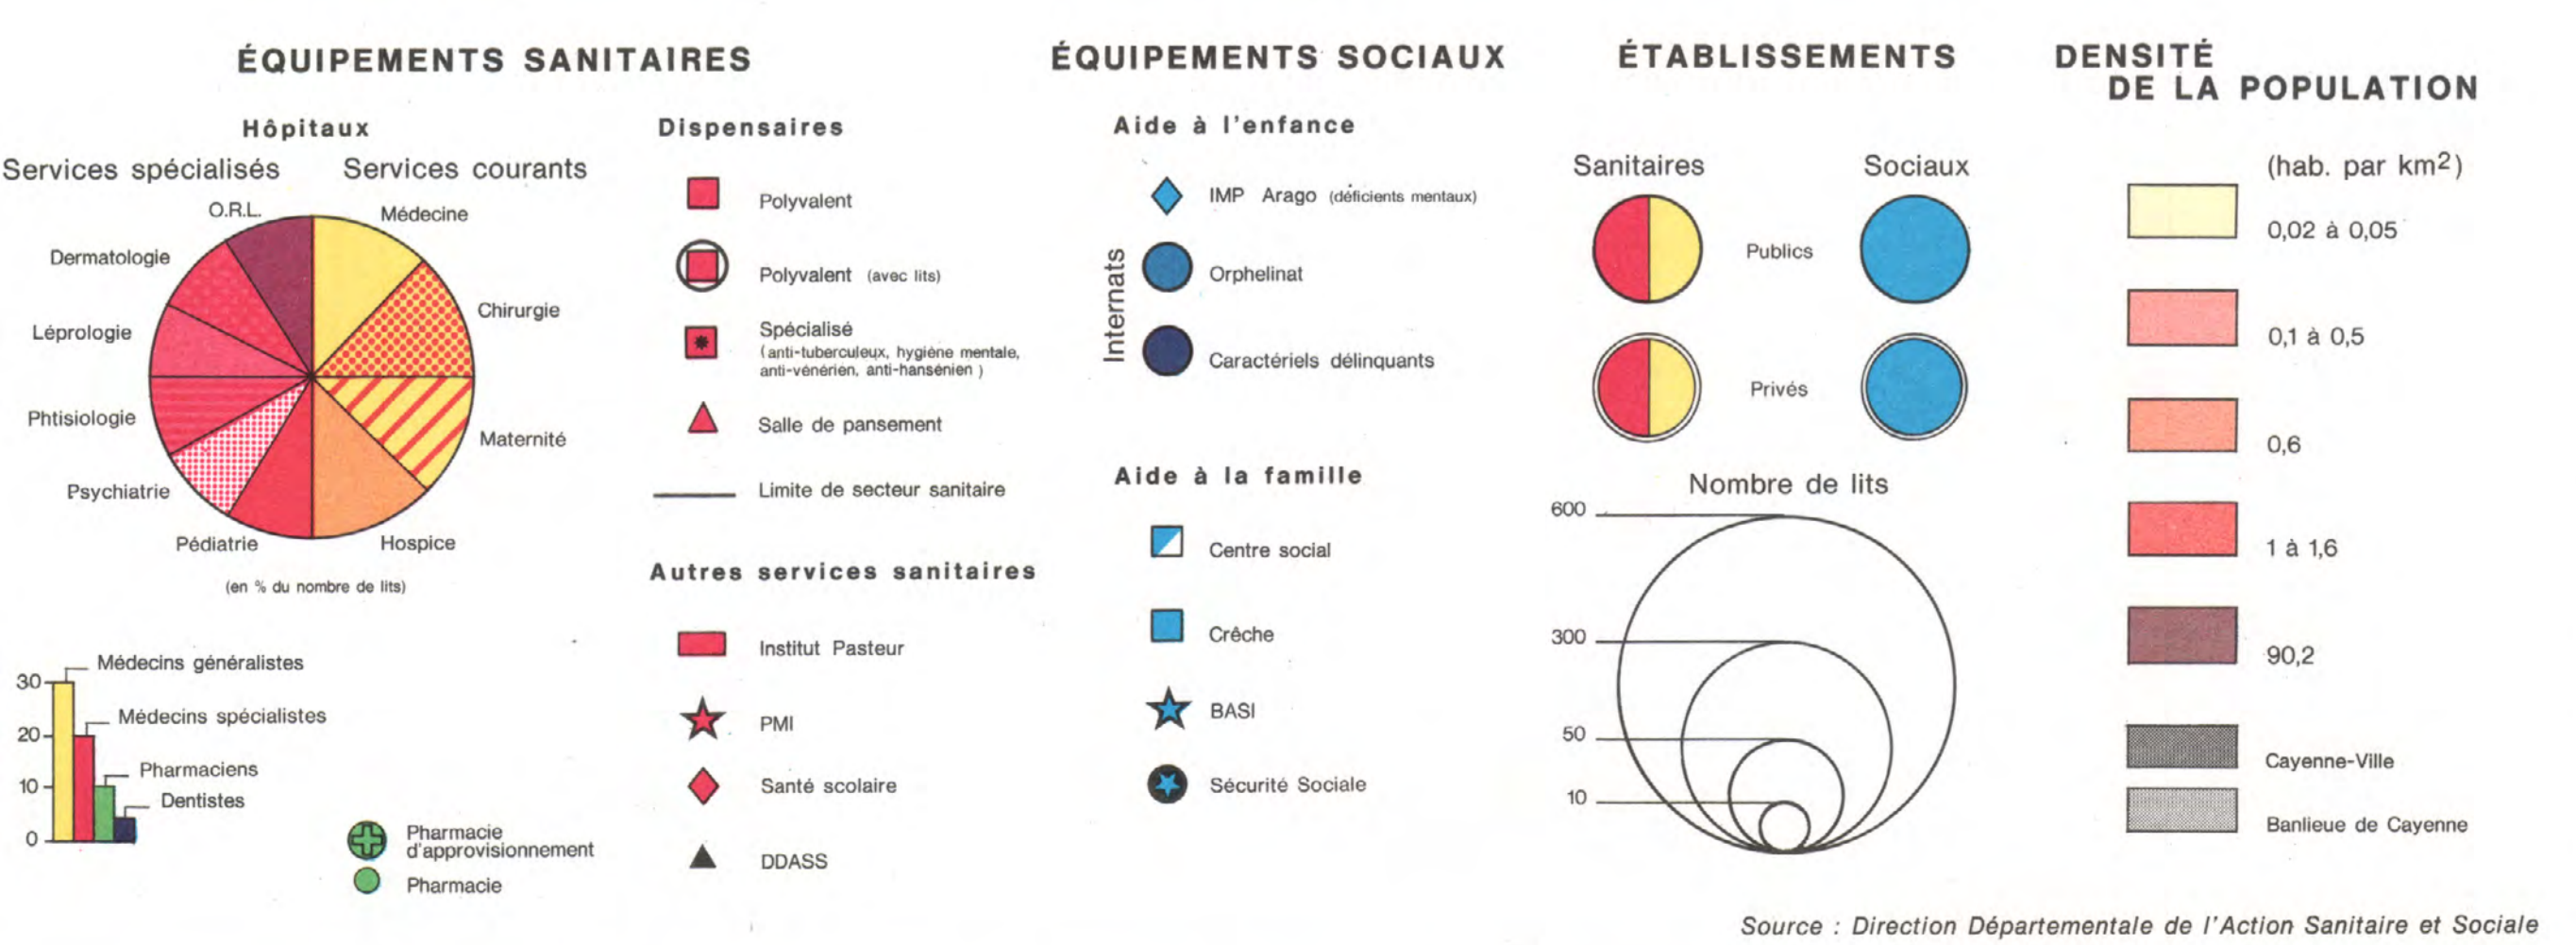 ÉQUIPEMENTS SANITAIRES
Hôpitaux
Services spécialisés
Services courants
O.R.L.
Médecine
Dermatologie
Chirurgie
Léprologie
Phtisiologie
Maternité
Psychiatrie
Pédiatrie
Hospice
(en % du nombre de lits)
30
20
10
0
Médecins généralistes
Médecins spécialistes
Pharmaciens
Dentistes
Pharmacie
d'approvisionnement
Pharmacie
Dispensaires
Polyvalent
Polyvalent (avec lits)
Spécialisé
(anti-tuberculeux, hygiène mentale,
anti-vénérien, anti-hansénien )
Salle de pansement
Limite de secteur sanitaire
Autres services sanitaires
Institut Pasteur
PMI
Santé scolaire
DDASS
ÉQUIPEMENTS SOCIAUX
Aide à l'enfance
IMP Arago (déficients mentaux)
Internats
Orphelinat
Caractériels délinquants
Aide à la famille
Centre social
Crêche
BASI
Sécurité Sociale
ÉTABLISSEMENTS
Sanitaires
Sociaux
Publics
Privés
Nombre de lits
600
300
50
10
DENSITÉ
DE LA POPULATION
(hab. par km2)
0,02 à 0,05
0,1 à 0,5
0,6
1 à 1,6
90,2
Cayenne-Ville
Banlieue de Cayenne
Source : Direction Départementale de l'Action Sanitaire et Sociale